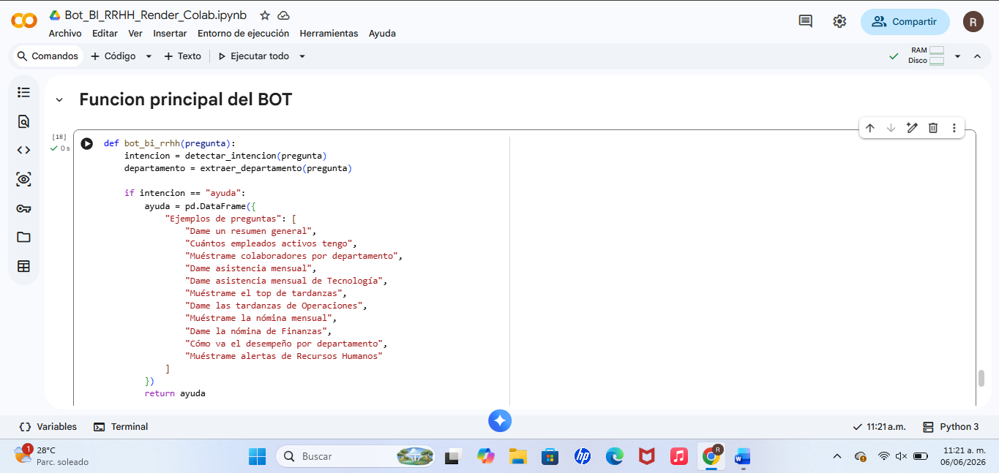 CO Bot_BI_RRHH_Render_Colab.ipynb
Archivo Editar Ver Insertar Entorno de ejecución Herramientas Ayuda
Compartir
R
Comandos + Código + Texto Ejecutar todo
RAM
Disco
Funcion principal del BOT
[18]
0 s
def bot_bi_rrhh(pregunta):
    intencion = detectar_intencion(pregunta)
    departamento = extraer_departamento(pregunta)
    if intencion == "ayuda":
        ayuda = pd.DataFrame({
            "Ejemplos de preguntas": [
                "Dame un resumen general",
                "Cuántos empleados activos tengo",
                "Muéstrame colaboradores por departamento",
                "Dame asistencia mensual",
                "Dame asistencia mensual de Tecnología",
                "Muéstrame el top de tardanzas",
                "Dame las tardanzas de Operaciones",
                "Muéstrame la nómina mensual",
                "Dame la nómina de Finanzas",
                "Cómo va el desempeño por departamento",
                "Muéstrame alertas de Recursos Humanos"
            ]
        })
        return ayuda
{} Variables Terminal
11:21 a.m. Python 3
1
28°C
Parc. soleado
Buscar
hp
R
W
11:21 a. m.
06/06/2026